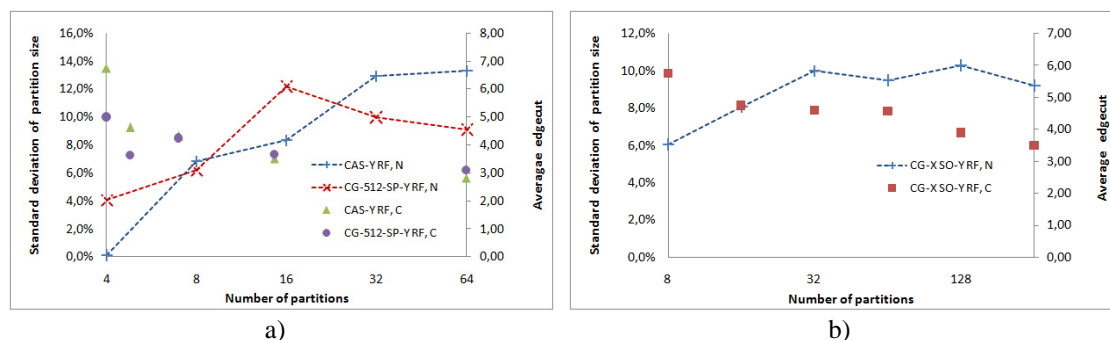 16,0%
14,0%
12,0%
10,0%
8,0%
6,0%
4,0%
2,0%
0,0%
Standard deviation of partition size
8,00
7,00
6,00
5,00
4,00
3,00
2,00
1,00
0,00
Averagae edgecut
CAS-YRF, N
CG-512-SP-YRF, N
CAS-YRF, C
CG-512-SP-YRF, C
4 8 16 32 64
Number of partitions
a)
12,0%
10,0%
8,0%
6,0%
4,0%
2,0%
0,0%
Standard deviation of partition size
7,00
6,00
5,00
4,00
3,00
2,00
1,00
0,00
Average edgecut
CG-XSO-YRF, N
CG-XSO-YRF, C
8 32 128
Number of partitions
b)